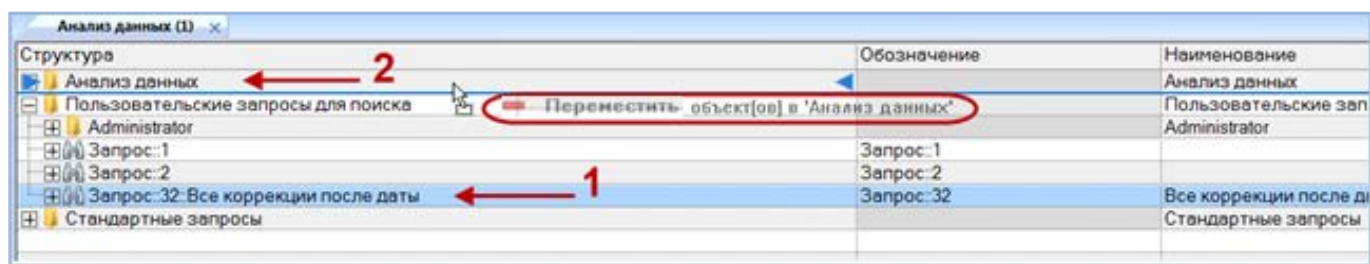 Анализ данных (1)
Структура Обозначение Наименование
Анализ данных 2 Анализ данных
Пользовательские запросы для поиска Переместить объект[ов] в 'Анализ данных' Пользовательские зап
Administrator Administrator
Запрос::1 Запрос::1
Запрос::2 Запрос::2
Запрос::32::Все коррекции после даты 1 Запрос::32 Все коррекции после д
Стандартные запросы Стандартные запросы